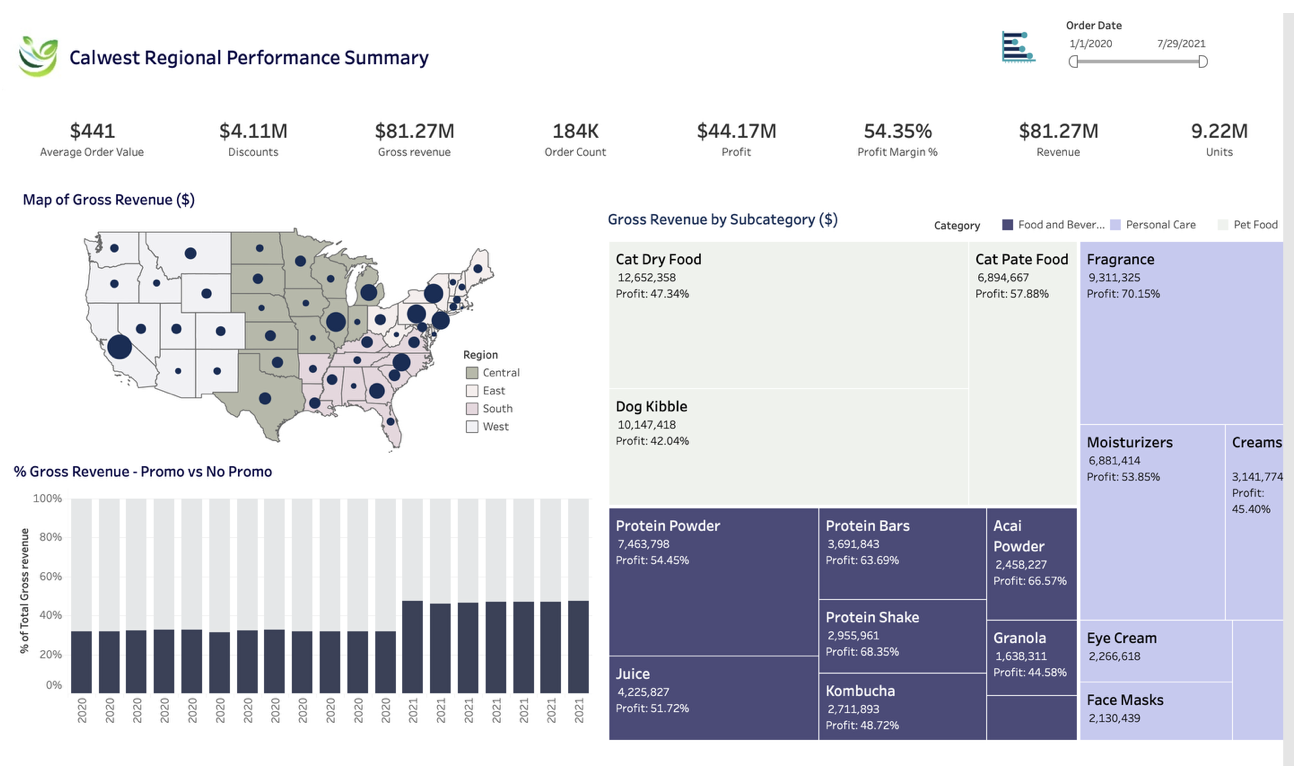 Calwest Regional Performance Summary
Order Date
1/1/2020 7/29/2021
$441
Average Order Value
$4.11M
Discounts
$81.27M
Gross revenue
184K
Order Count
$44.17M
Profit
54.35%
Profit Margin %
$81.27M
Revenue
9.22M
Units
Map of Gross Revenue ($)
Region
Central
East
South
West
% Gross Revenue - Promo vs No Promo
% of Total Gross revenue
100%
80%
60%
40%
20%
0%
2020 2020 2020 2020 2020 2020 2020 2020 2020 2020 2020 2020 2021 2021 2021 2021 2021 2021 2021
Gross Revenue by Subcategory ($)
Category Food and Bever... Personal Care Pet Food
Cat Dry Food
12,652,358
Profit: 47.34%
Cat Pate Food
6,894,667
Profit: 57.88%
Dog Kibble
10,147,418
Profit: 42.04%
Fragrance
9,311,325
Profit: 70.15%
Moisturizers
6,881,414
Profit: 53.85%
Creams
3,141,774
Profit:
45.40%
Protein Powder
7,463,798
Profit: 54.45%
Protein Bars
3,691,843
Profit: 63.69%
Acai
Powder
2,458,227
Profit: 66.57%
Protein Shake
2,955,961
Profit: 68.35%
Granola
1,638,311
Profit: 44.58%
Juice
4,225,827
Profit: 51.72%
Kombucha
2,711,893
Profit: 48.72%
Eye Cream
2,266,618
Face Masks
2,130,439